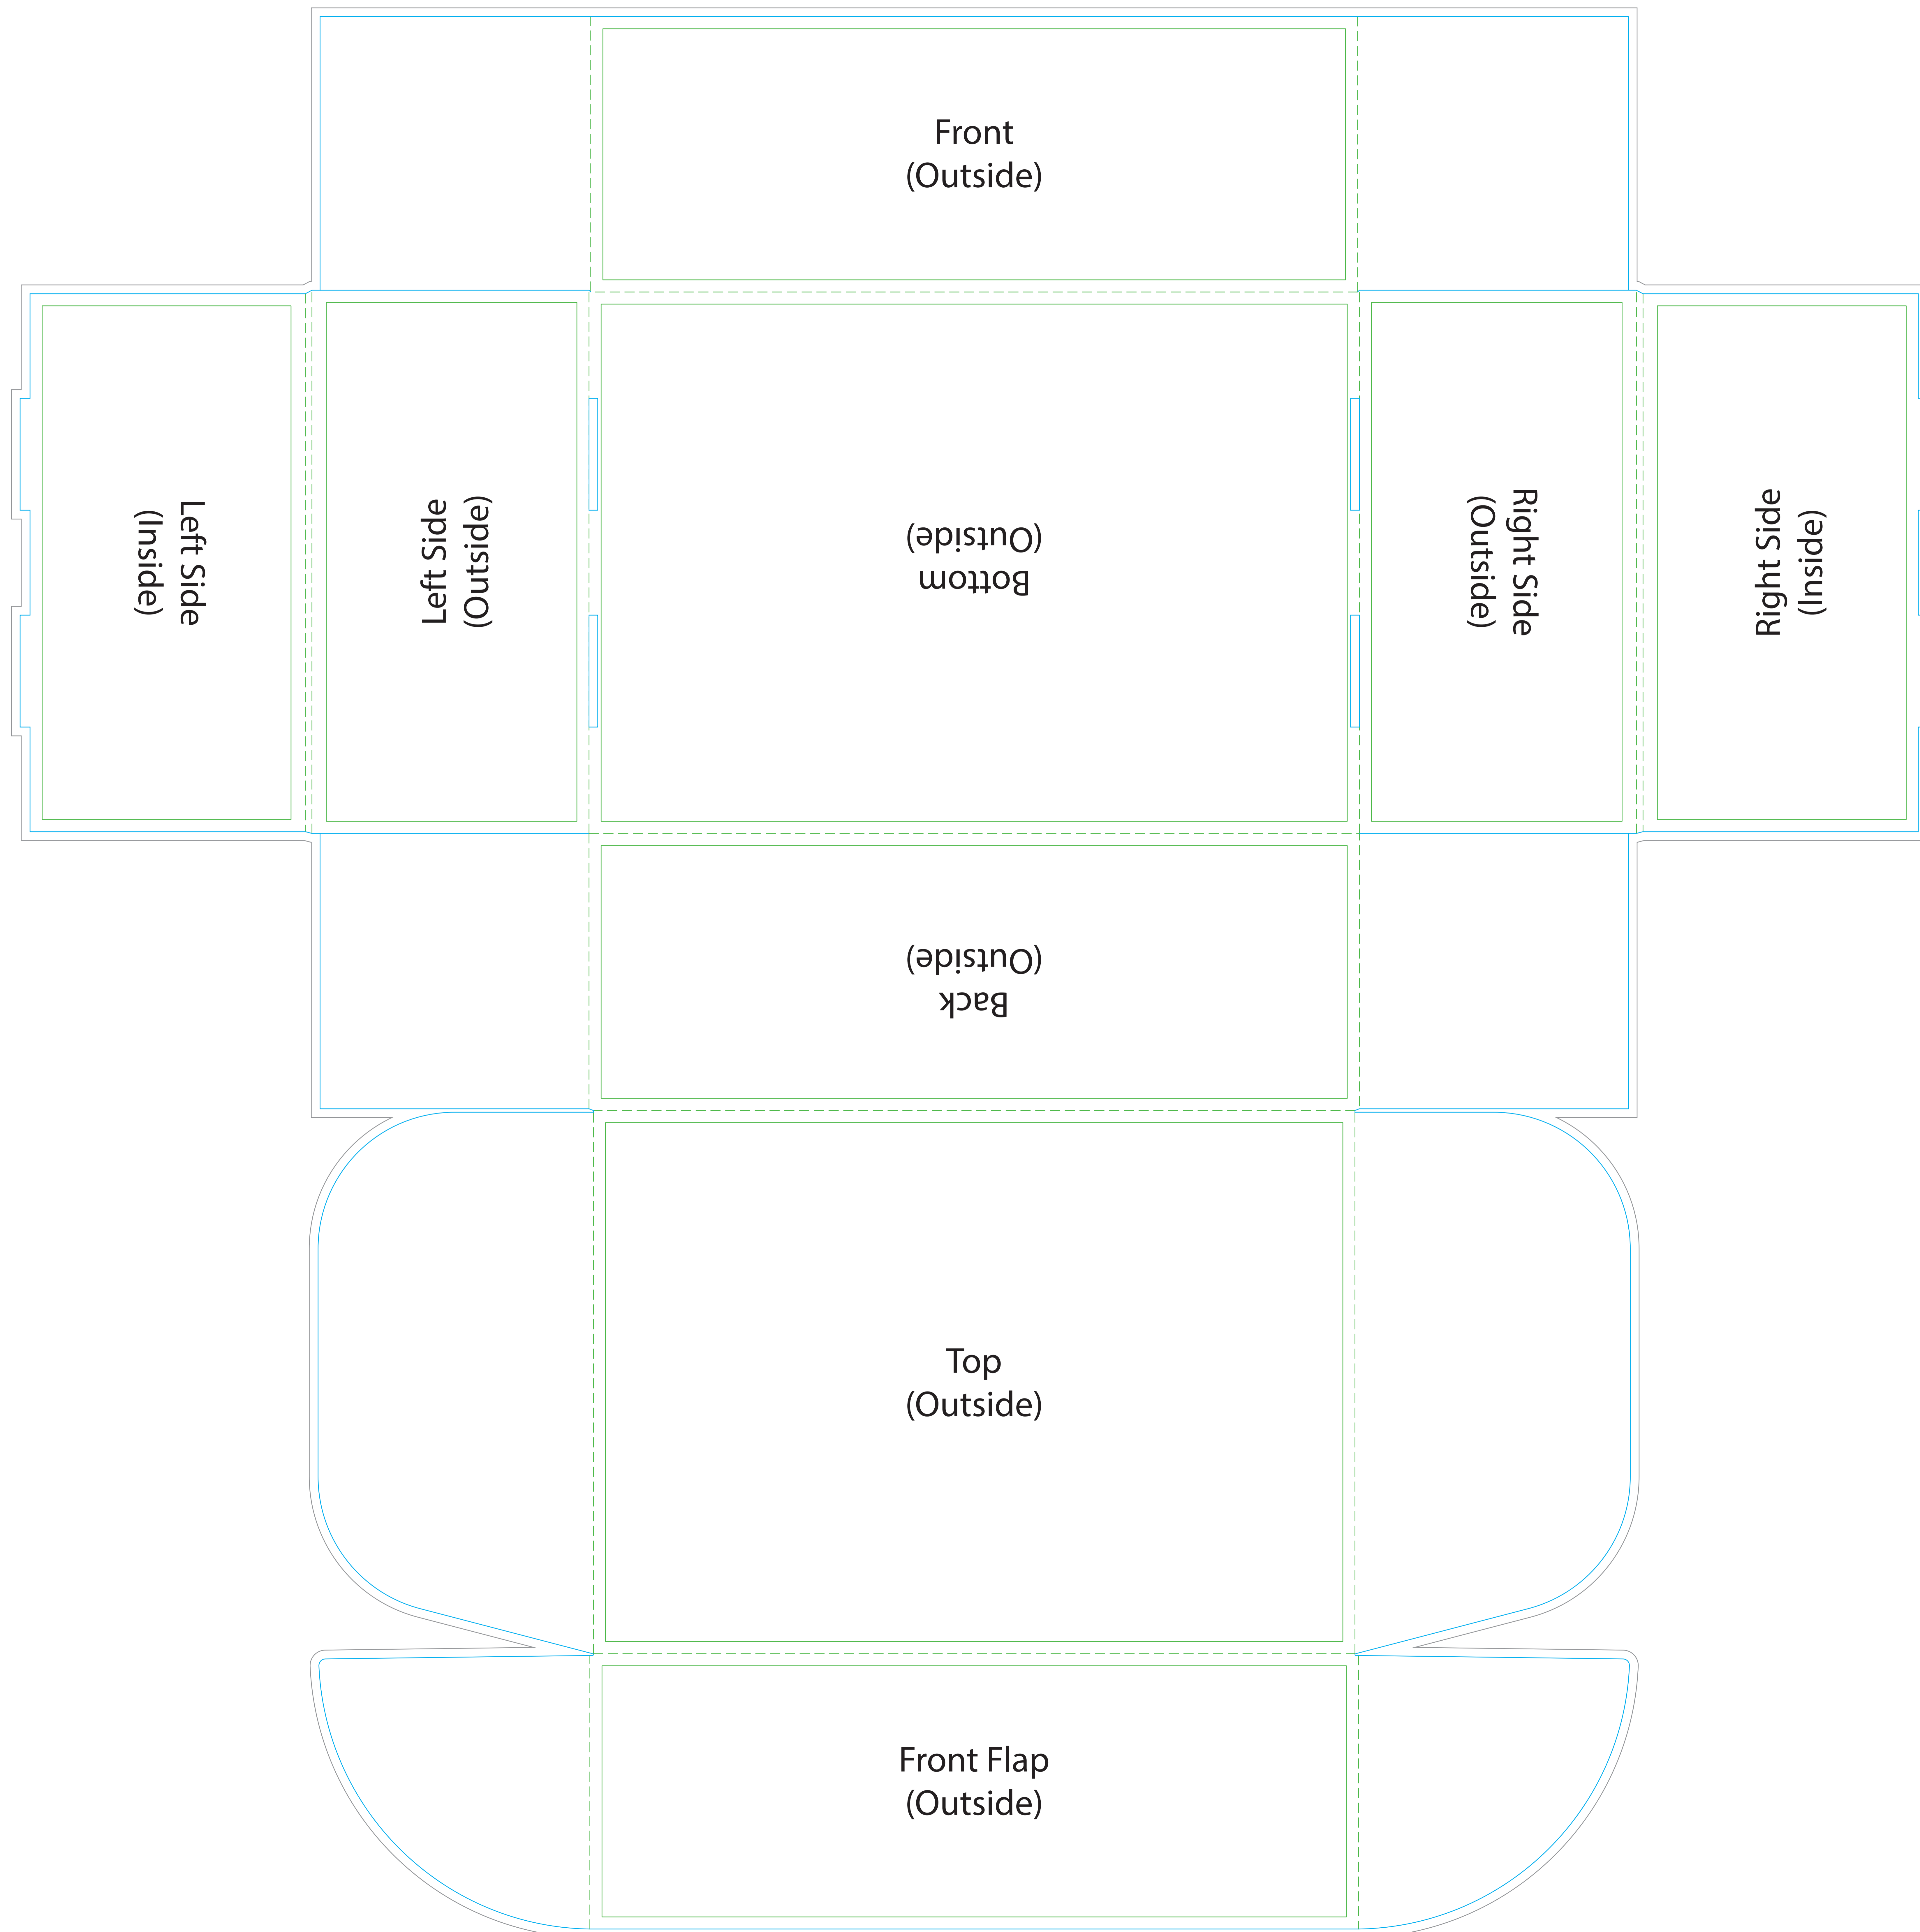 Front
(Outside)
Left Side
(Inside)
Left Side
(Outside)
Bottom
(Outside)
Right Side
(Outside)
Right Side
(Inside)
Back
(Outside)
Top
(Outside)
Front Flap
(Outside)